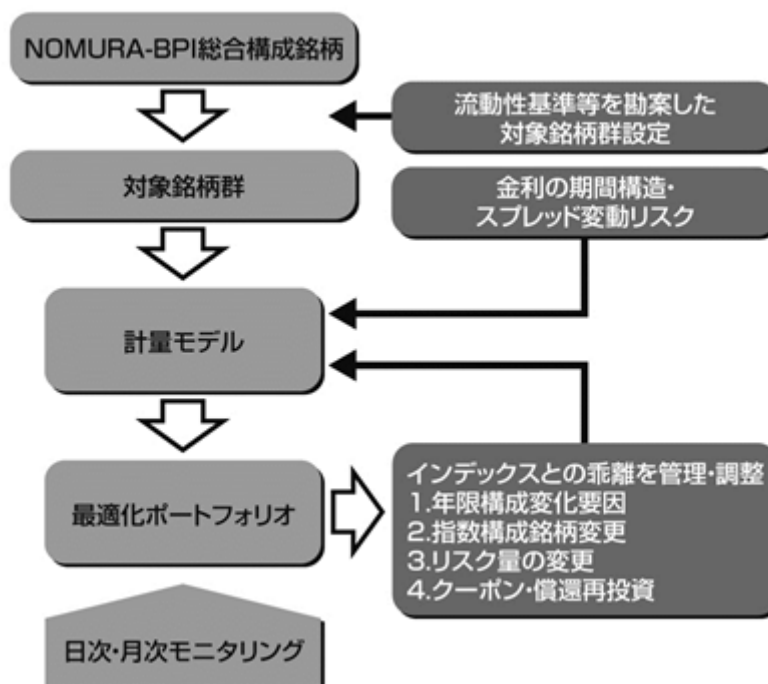 NOMURA-BPI総合構成銘柄
流動性基準等を勘案した
対象銘柄群設定
対象銘柄群
金利の期間構造・
スプレッド変動リスク
計量モデル
最適化ポートフォリオ
インデックスとの乖離を管理・調整
1.年限構成変化要因
2.指数構成銘柄変更
3.リスク量の変更
4.クーポン・償還再投資
日次・月次モニタリング